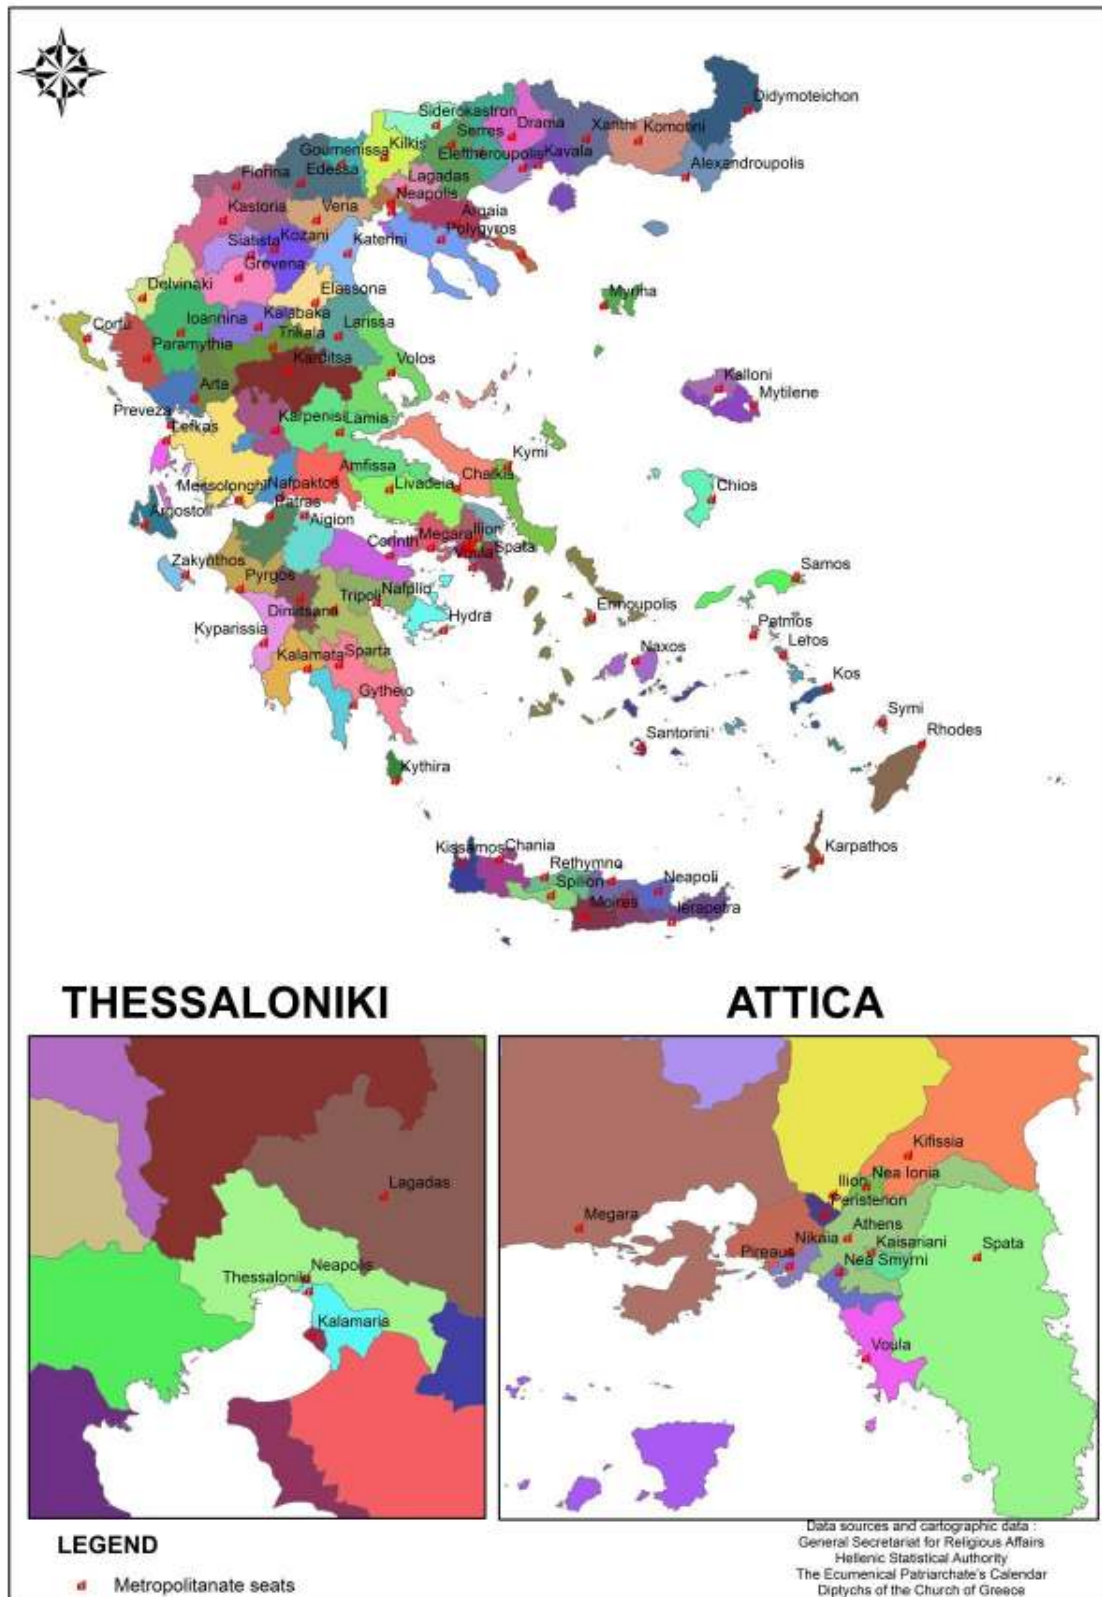 Didymoteichon
Siderokastron
Drama
Xanthi
Komotini
Serres
Goumenissa
Kilkis
Eleftheroupolis
Kavala
Edessa
Alexandroupolis
Florina
Lagadas
Neapolis
Kastoria
Veria
Arnaia
Polygyros
Siatista
Kozani
Katerini
Grevena
Delvinaki
Elassona
Myrina
Corfu
Ioannina
Kalabaka
Larissa
Paramythia
Trikala
Karditsa
Volos
Kalloni
Arta
Mytilene
Preveza
Lefkas
Karpenisi
Lamia
Kymi
Amfissa
Chalkis
Messolonghi
Nafpaktos
Livadeia
Chios
Argostoli
Patras
Aigion
Megara
Ilion
Corinth
Voula
Spata
Zakynthos
Pyrgos
Samos
Nafplio
Dimitsana
Tripoli
Ermoupolis
Hydra
Patmos
Kyparissia
Leros
Kalamata
Sparta
Naxos
Kos
Gytheio
Symi
Santorini
Rhodes
Kythira
Kissamos
Chania
Karpathos
Rethymno
Spilion
Neapoli
Moires
Ierapetra
THESSALONIKI
Lagadas
Neapolis
Thessaloniki
Kalamaria
ATTICA
Kifissia
Nea Ionia
Ilion
Peristerion
Megara
Athens
Nikaia
Kaisariani
Spata
Pireaus
Nea Smyrni
Voula
LEGEND
Metropolitanate seats
Data sources and cartographic data :
General Secretariat for Religious Affairs
Hellenic Statistical Authority
The Ecumenical Patriarchate's Calendar
Diptychs of the Church of Greece